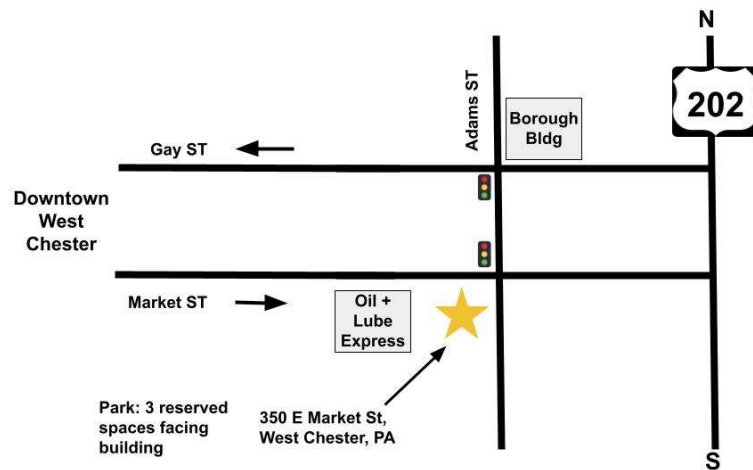 N
202
Adams ST
Borough
Bldg
Gay ST
Downtown
West
Chester
Market ST
Oil +
Lube
Express
Park: 3 reserved
spaces facing
building
350 E Market St,
West Chester, PA
S